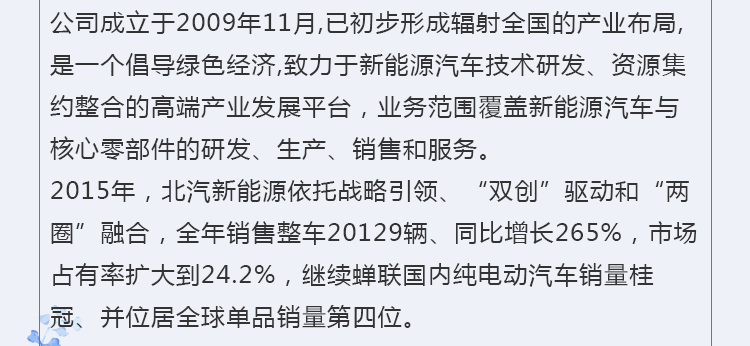 公司成立于2009年11月,已初步形成辐射全国的产业布局,
是一个倡导绿色经济,致力于新能源汽车技术研发、资源集
约整合的高端产业发展平台，业务范围覆盖新能源汽车与
核心零部件的研发、生产、销售和服务。
2015年，北汽新能源依托战略引领、“双创”驱动和“两
圈”融合，全年销售整车20129辆、同比增长265%，市场
占有率扩大到24.2%，继续蝉联国内纯电动汽车销量桂
冠、并位居全球单品销量第四位。